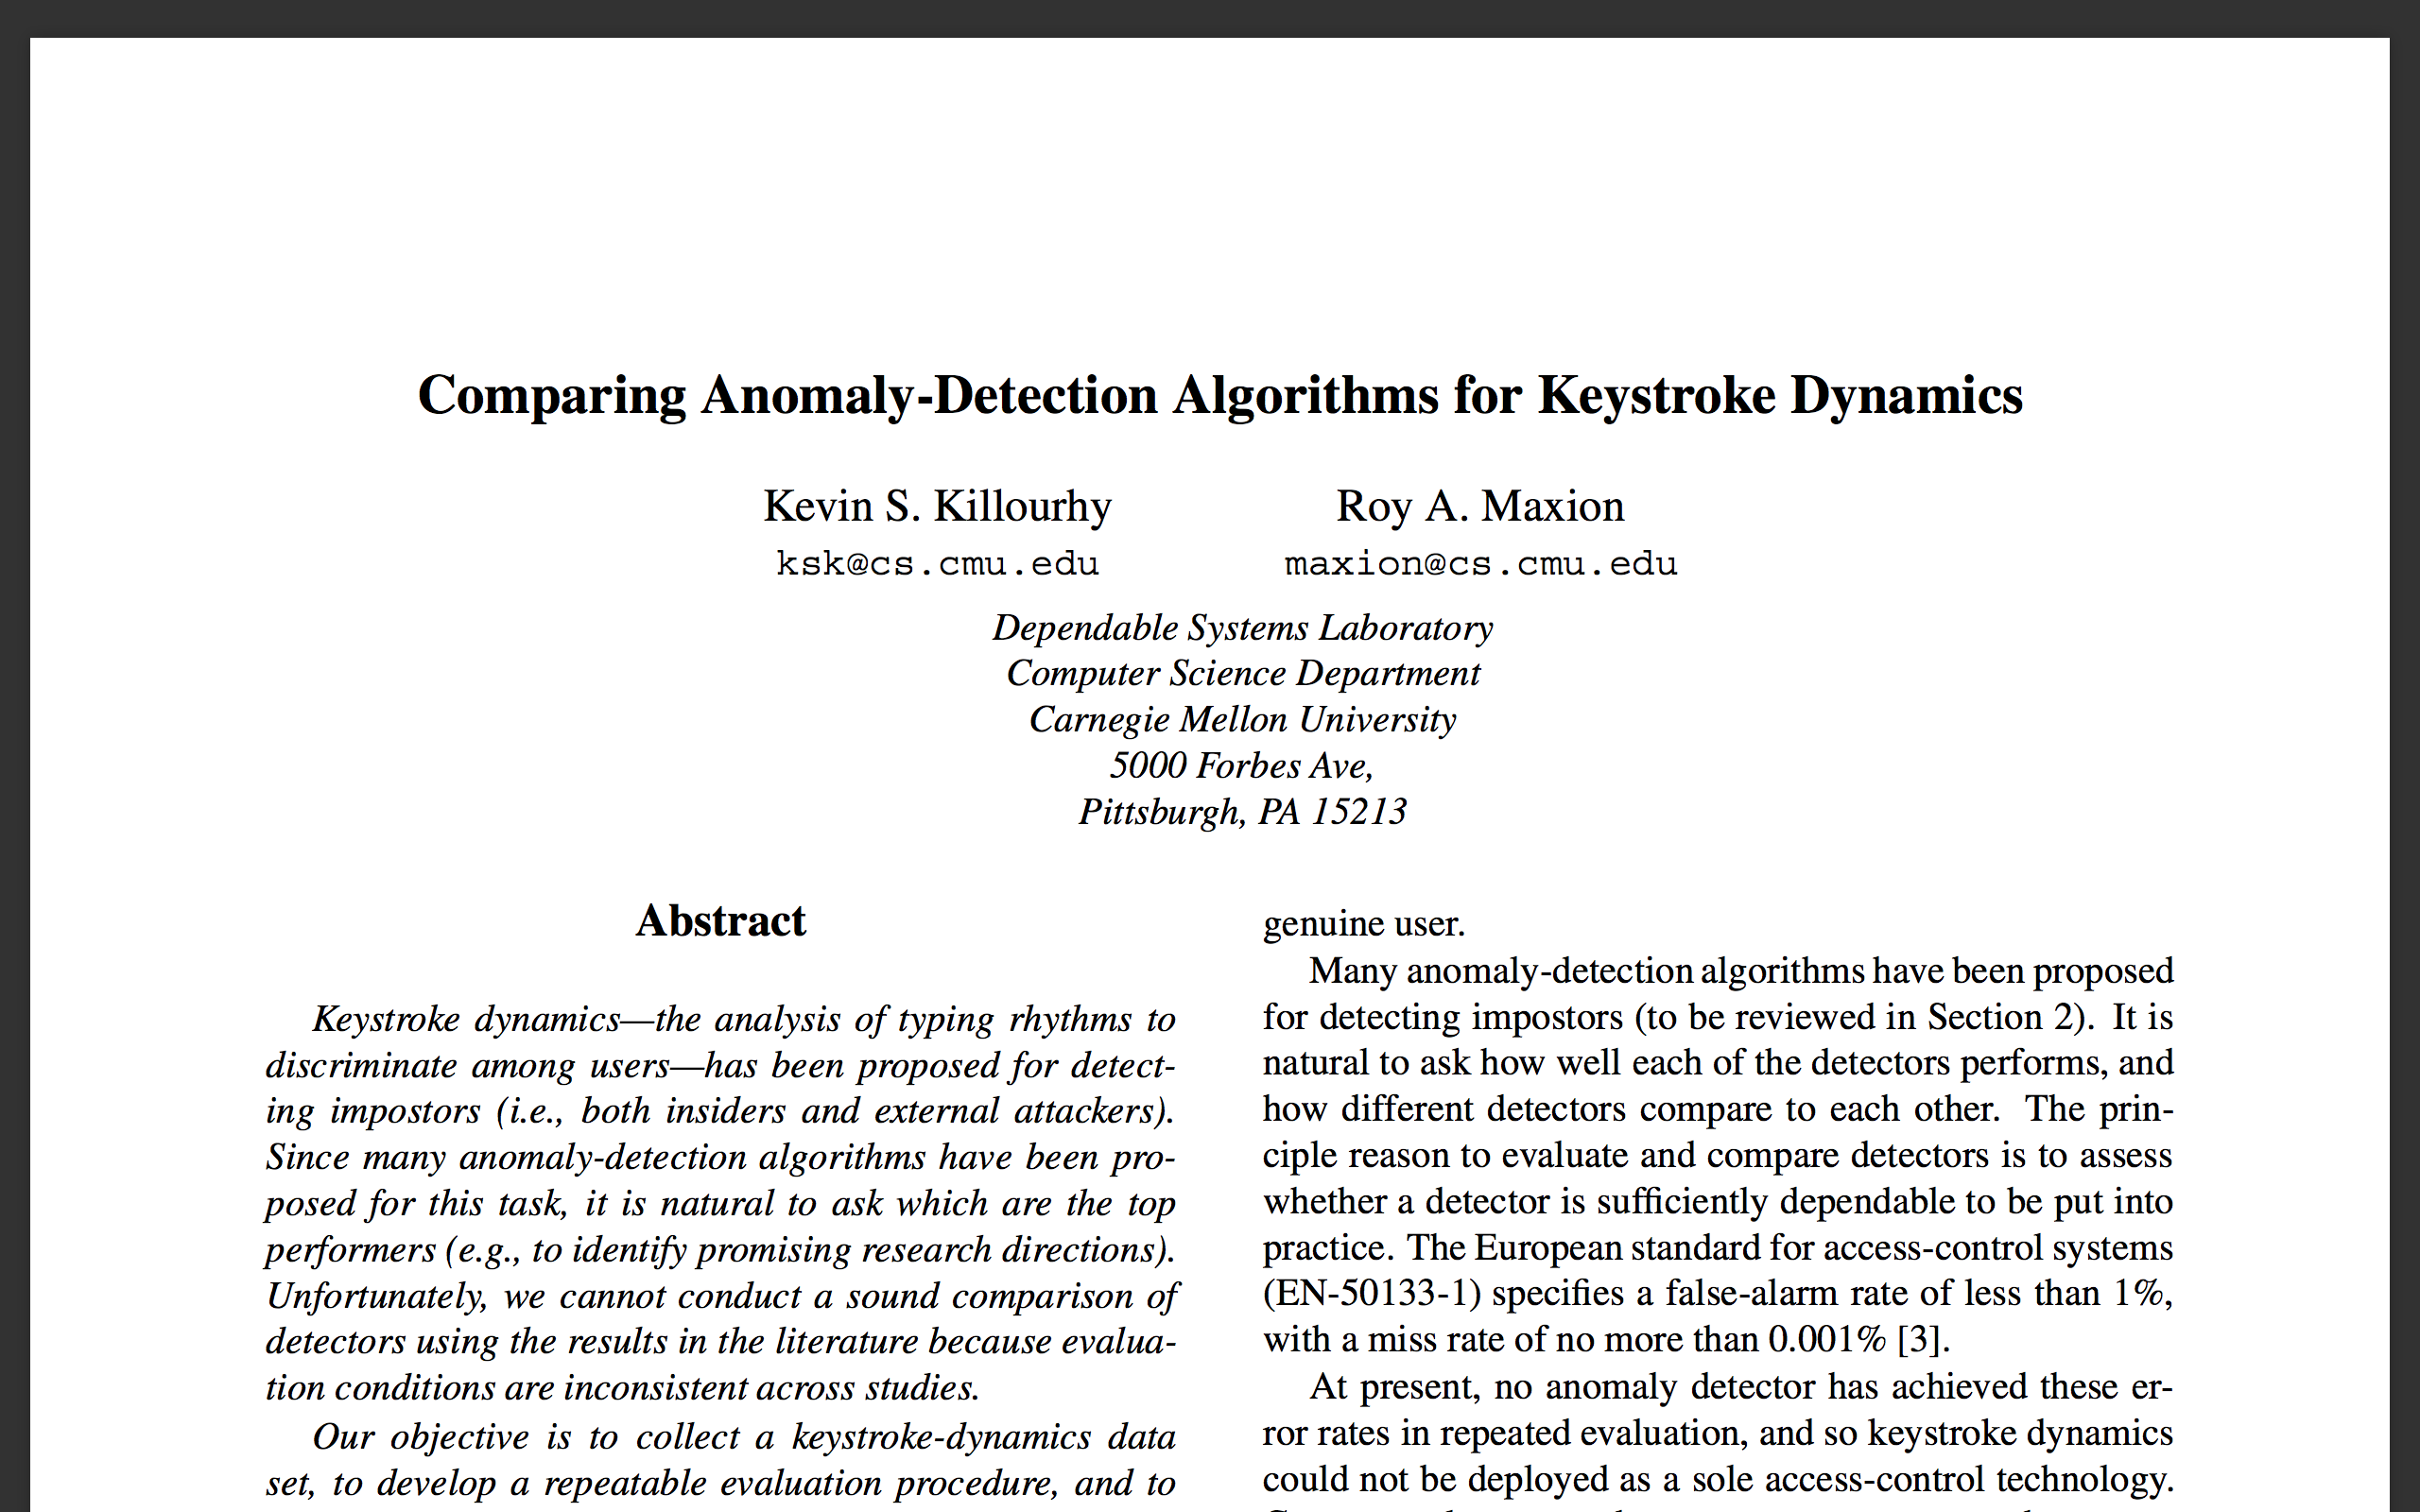 Comparing Anomaly-Detection Algorithms for Keystroke Dynamics
Kevin S. Killourhy
ksk@cs.cmu.edu
Roy A. Maxion
maxion@cs.cmu.edu
Dependable Systems Laboratory
Computer Science Department
Carnegie Mellon University
5000 Forbes Ave,
Pittsburgh, PA 15213
Abstract
Keystroke dynamics—the analysis of typing rhythms to
discriminate among users—has been proposed for detect-
ing impostors (i.e., both insiders and external attackers).
Since many anomaly-detection algorithms have been pro-
posed for this task, it is natural to ask which are the top
performers (e.g., to identify promising research directions).
Unfortunately, we cannot conduct a sound comparison of
detectors using the results in the literature because evalua-
tion conditions are inconsistent across studies.
Our objective is to collect a keystroke-dynamics data
set, to develop a repeatable evaluation procedure, and to
genuine user.
Many anomaly-detection algorithms have been proposed
for detecting impostors (to be reviewed in Section 2). It is
natural to ask how well each of the detectors performs, and
how different detectors compare to each other. The prin-
ciple reason to evaluate and compare detectors is to assess
whether a detector is sufficiently dependable to be put into
practice. The European standard for access-control systems
(EN-50133-1) specifies a false-alarm rate of less than 1%,
with a miss rate of no more than 0.001% [3].
At present, no anomaly detector has achieved these er-
ror rates in repeated evaluation, and so keystroke dynamics
could not be deployed as a sole access-control technology.